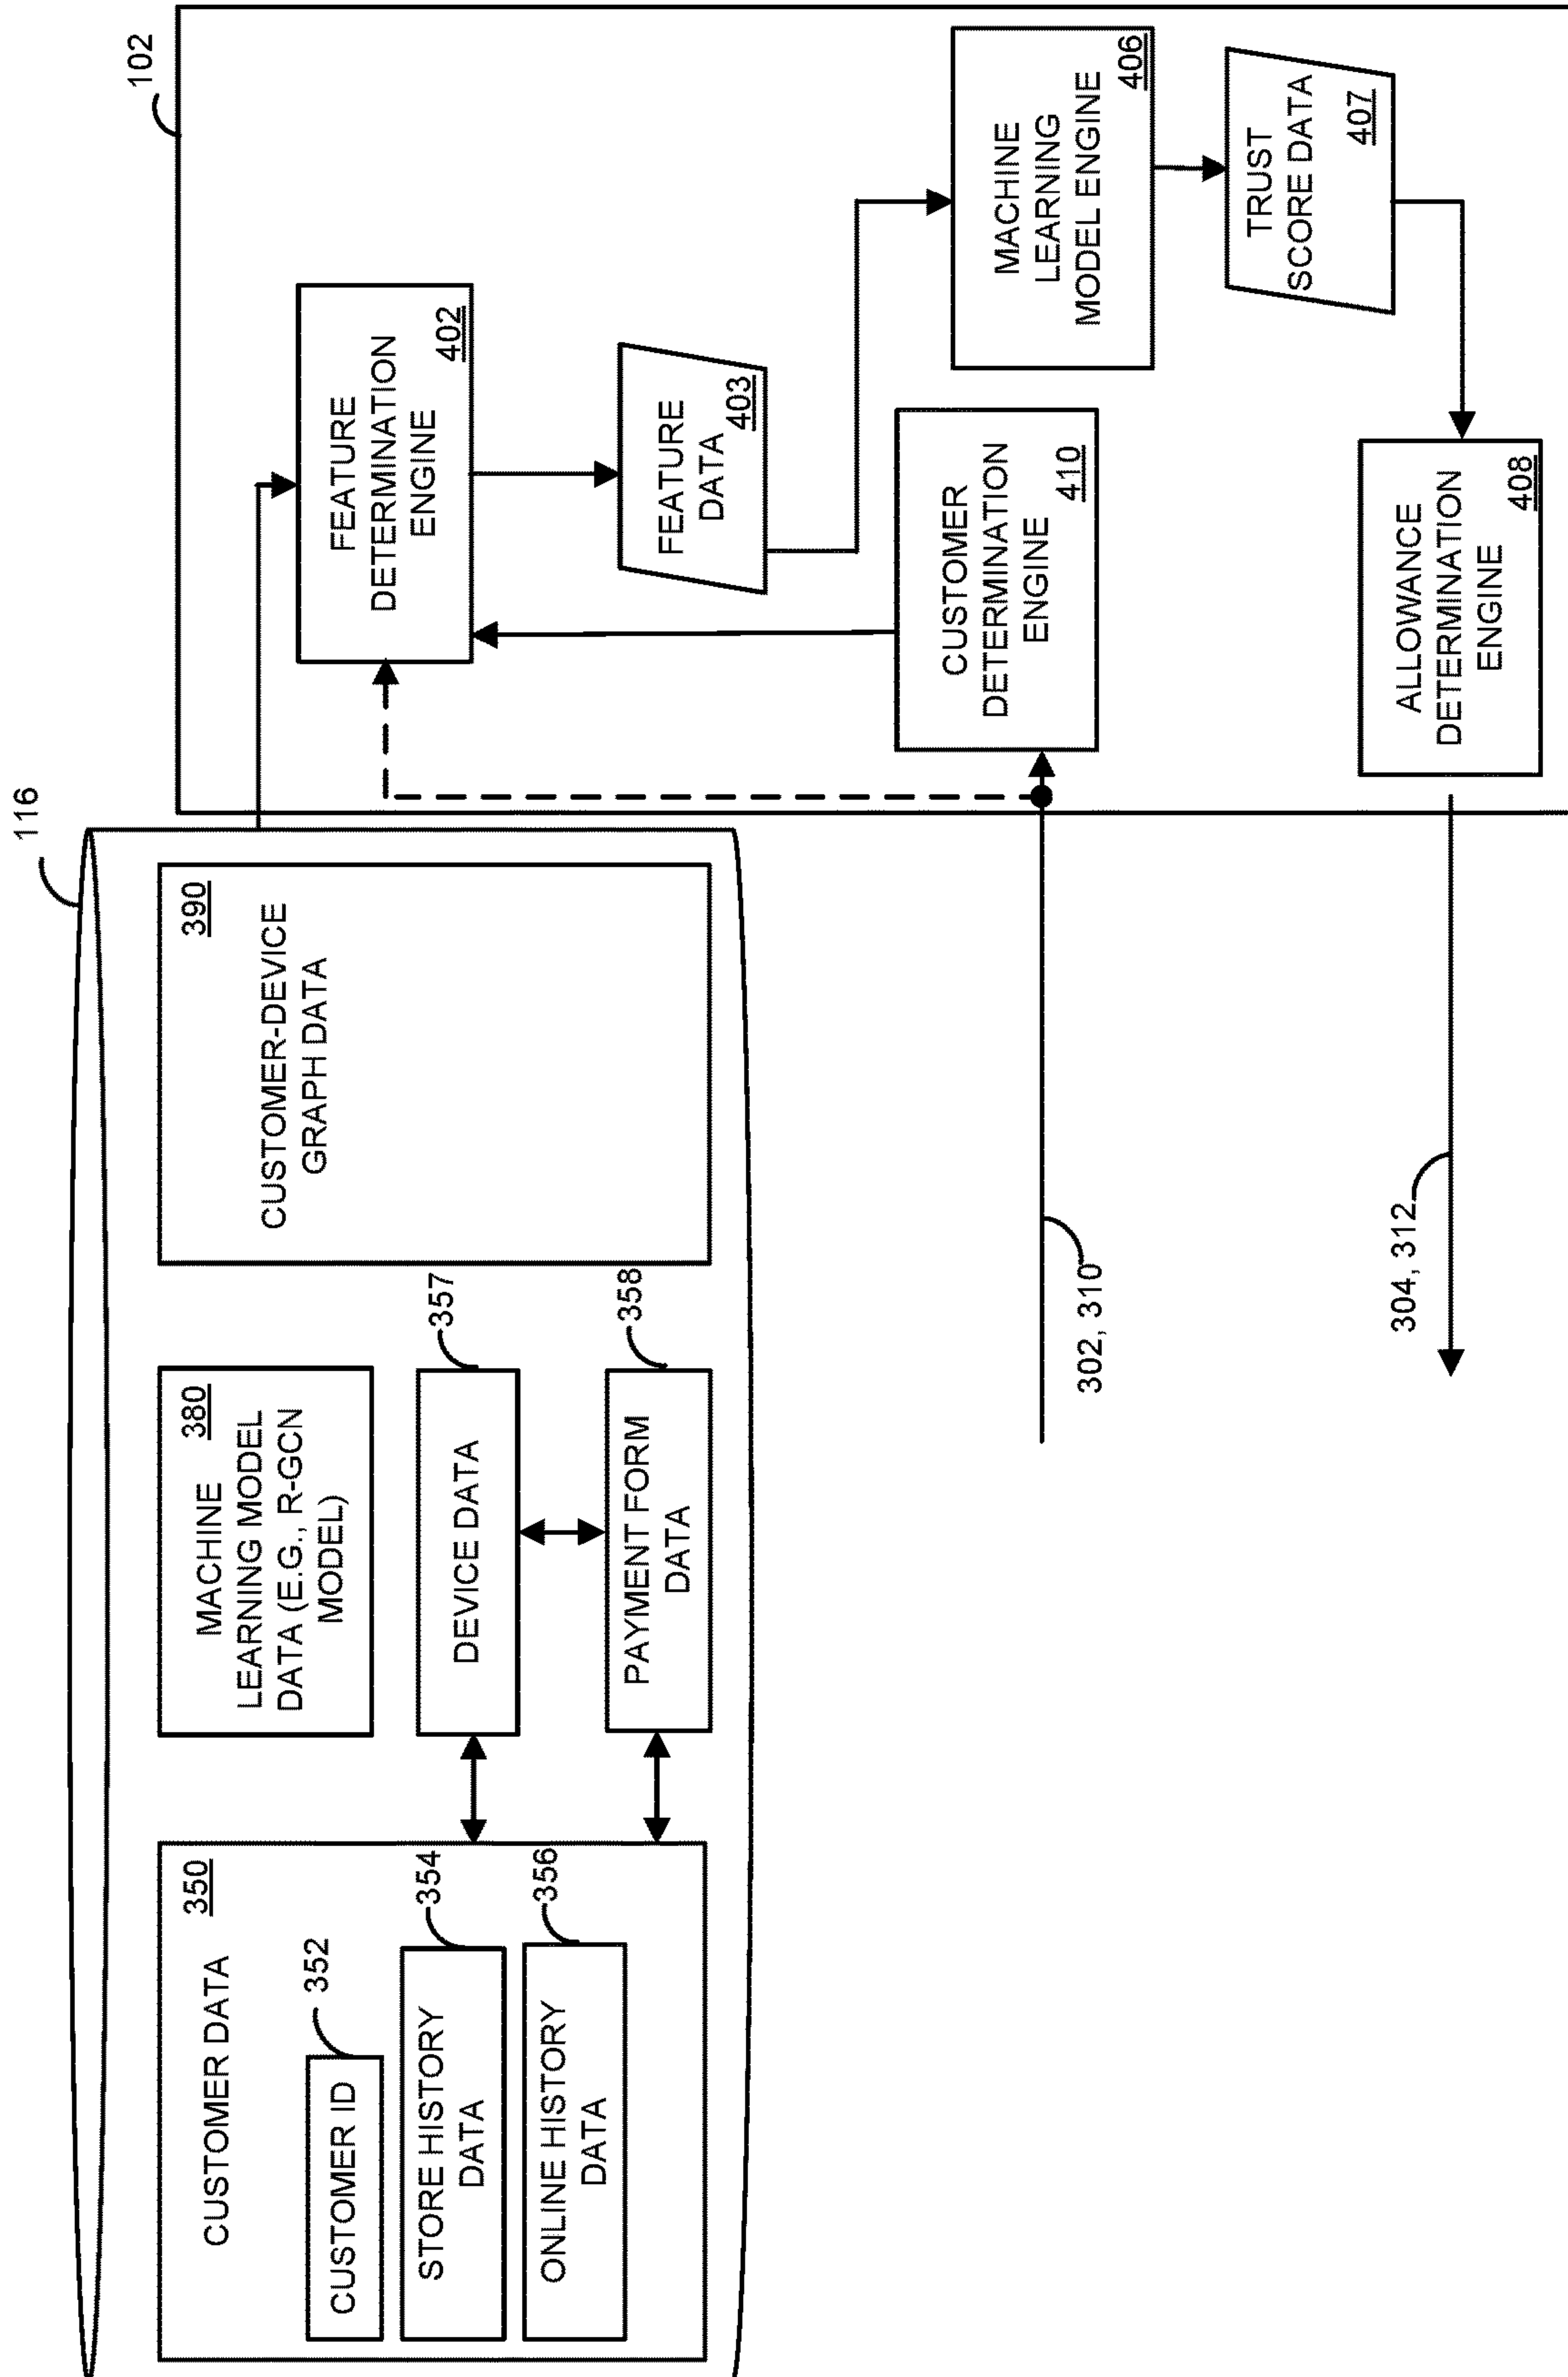 116
CUSTOMER DATA
350
CUSTOMER ID
352
STORE HISTORY
DATA
354
ONLINE HISTORY
DATA
356
MACHINE
LEARNING MODEL
DATA (E.G., R-GCN
MODEL)
380
DEVICE DATA
357
PAYMENT FORM
DATA
358
CUSTOMER-DEVICE
GRAPH DATA
390
302, 310
304, 312
102
FEATURE
DETERMINATION
ENGINE
402
FEATURE
DATA
403
CUSTOMER
DETERMINATION
ENGINE
410
MACHINE
LEARNING
MODEL ENGINE
406
TRUST
SCORE DATA
407
ALLOWANCE
DETERMINATION
ENGINE
408